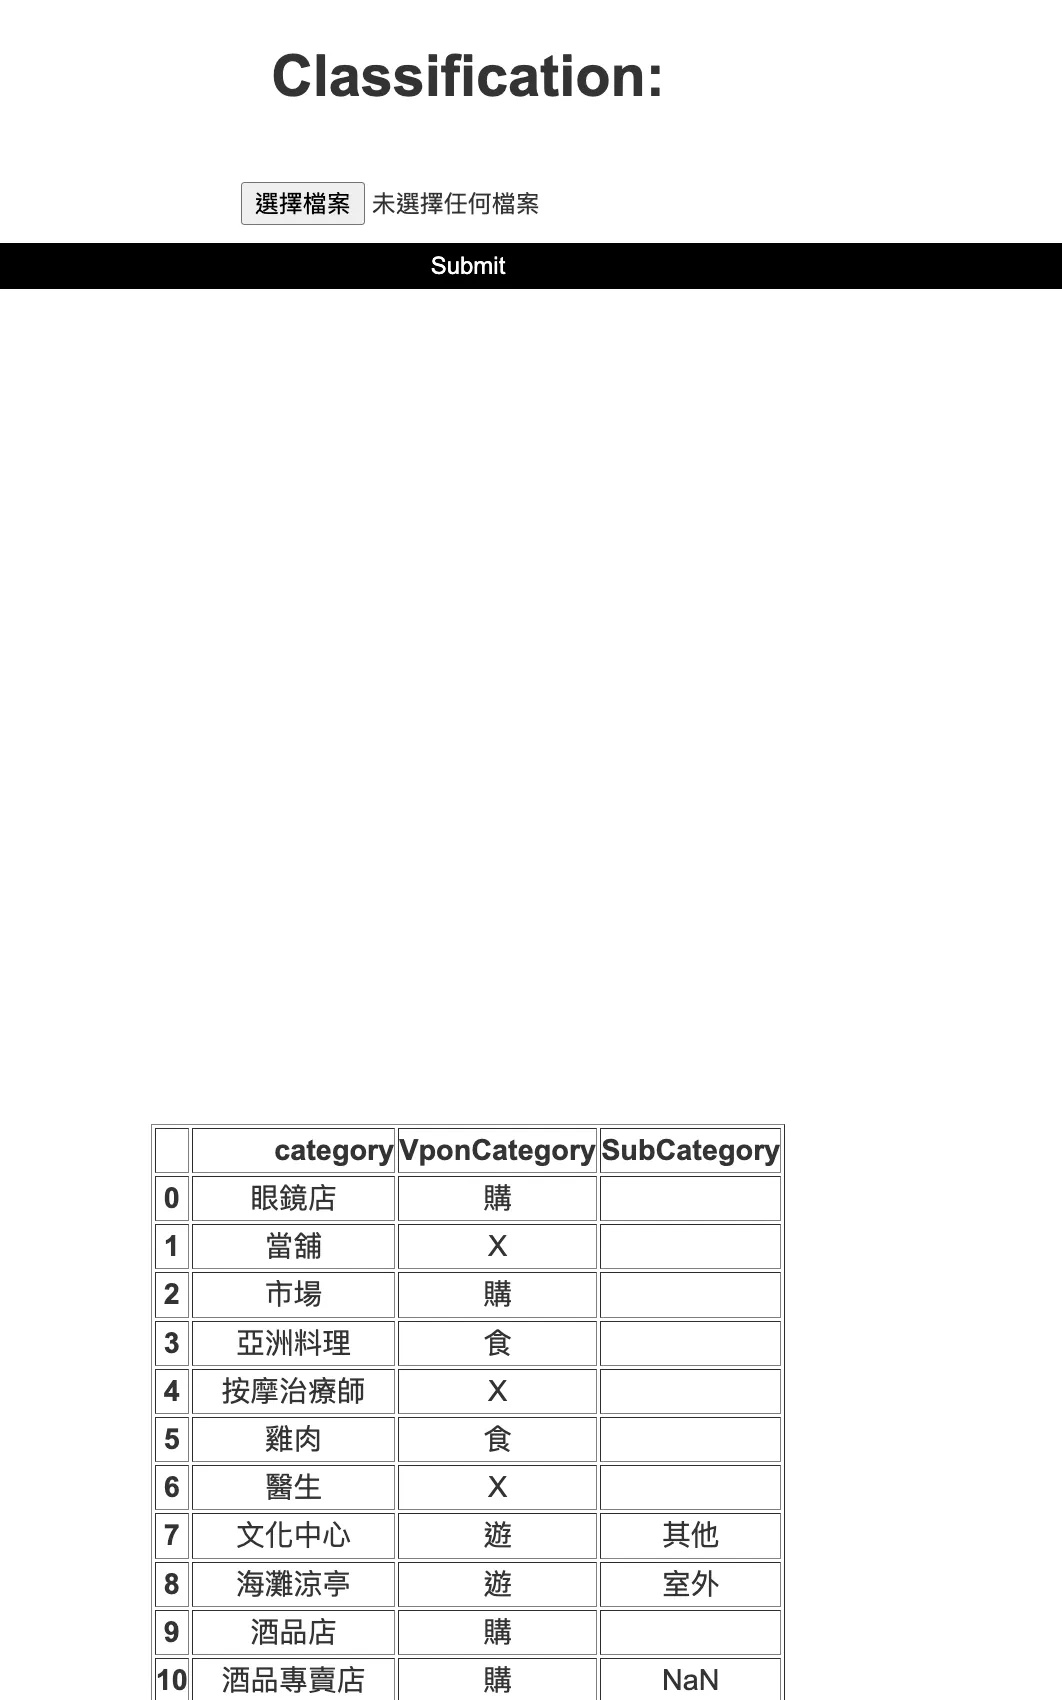 Classification:
選擇檔案 未選擇任何檔案
Submit
category VponCategory SubCategory
0 眼鏡店 購
1 當舖 X
2 市場 購
3 亞洲料理 食
4 按摩治療師 X
5 雞肉 食
6 醫生 X
7 文化中心 遊 其他
8 海灘涼亭 遊 室外
9 酒品店 購
10 酒品專賣店 購 NaN